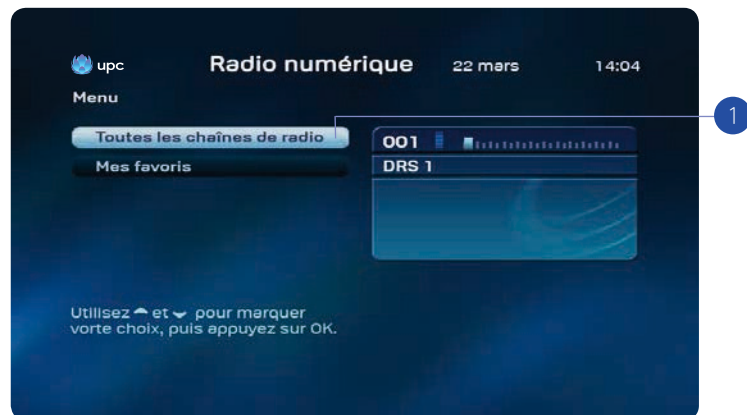 upc Radio numérique 22 mars 14:04
Menu
Toutes les chaînes de radio
Mes favoris
001
DRS 1
Utilisez et pour marquer
vorte choix, puis appuyez sur OK.
1